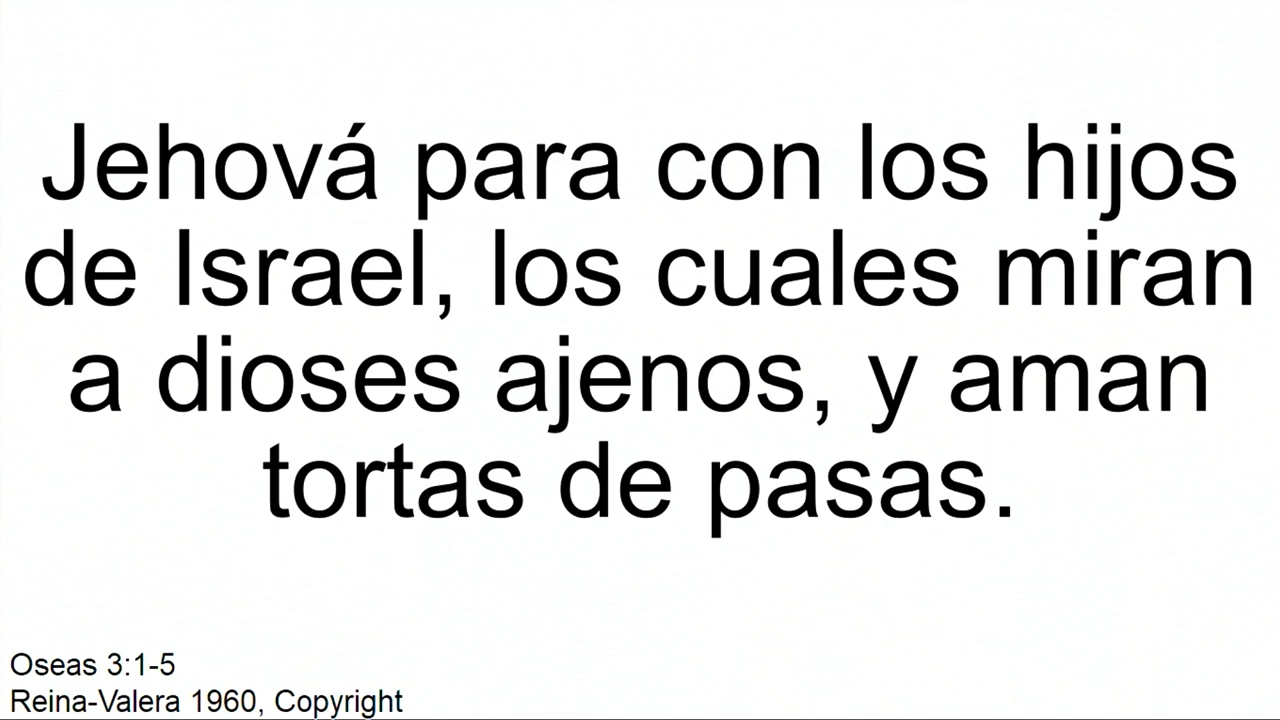 Jehová para con los hijos
de Israel, los cuales miran
a dioses ajenos, y aman
tortas de pasas.
Oseas 3:1-5
Reina-Valera 1960, Copyright